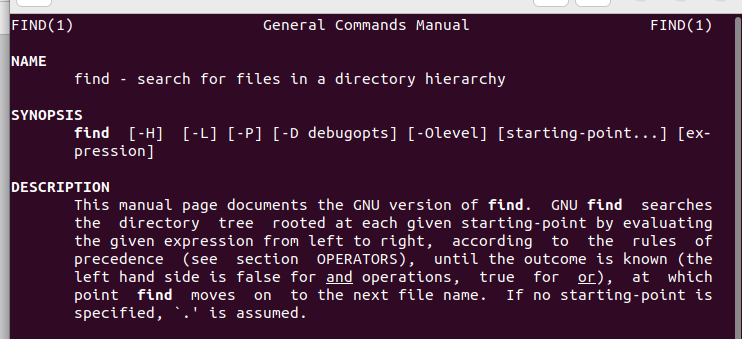 FIND(1) General Commands Manual FIND(1)
NAME
find - search for files in a directory hierarchy
SYNOPSIS
find [-H] [-L] [-P] [-D debugopts] [-Olevel] [starting-point...] [ex-
pression]
DESCRIPTION
This manual page documents the GNU version of find. GNU find searches
the directory tree rooted at each given starting-point by evaluating
the given expression from left to right, according to the rules of
precedence (see section OPERATORS), until the outcome is known (the
left hand side is false for and operations, true for or), at which
point find moves on to the next file name. If no starting-point is
specified, `.' is assumed.